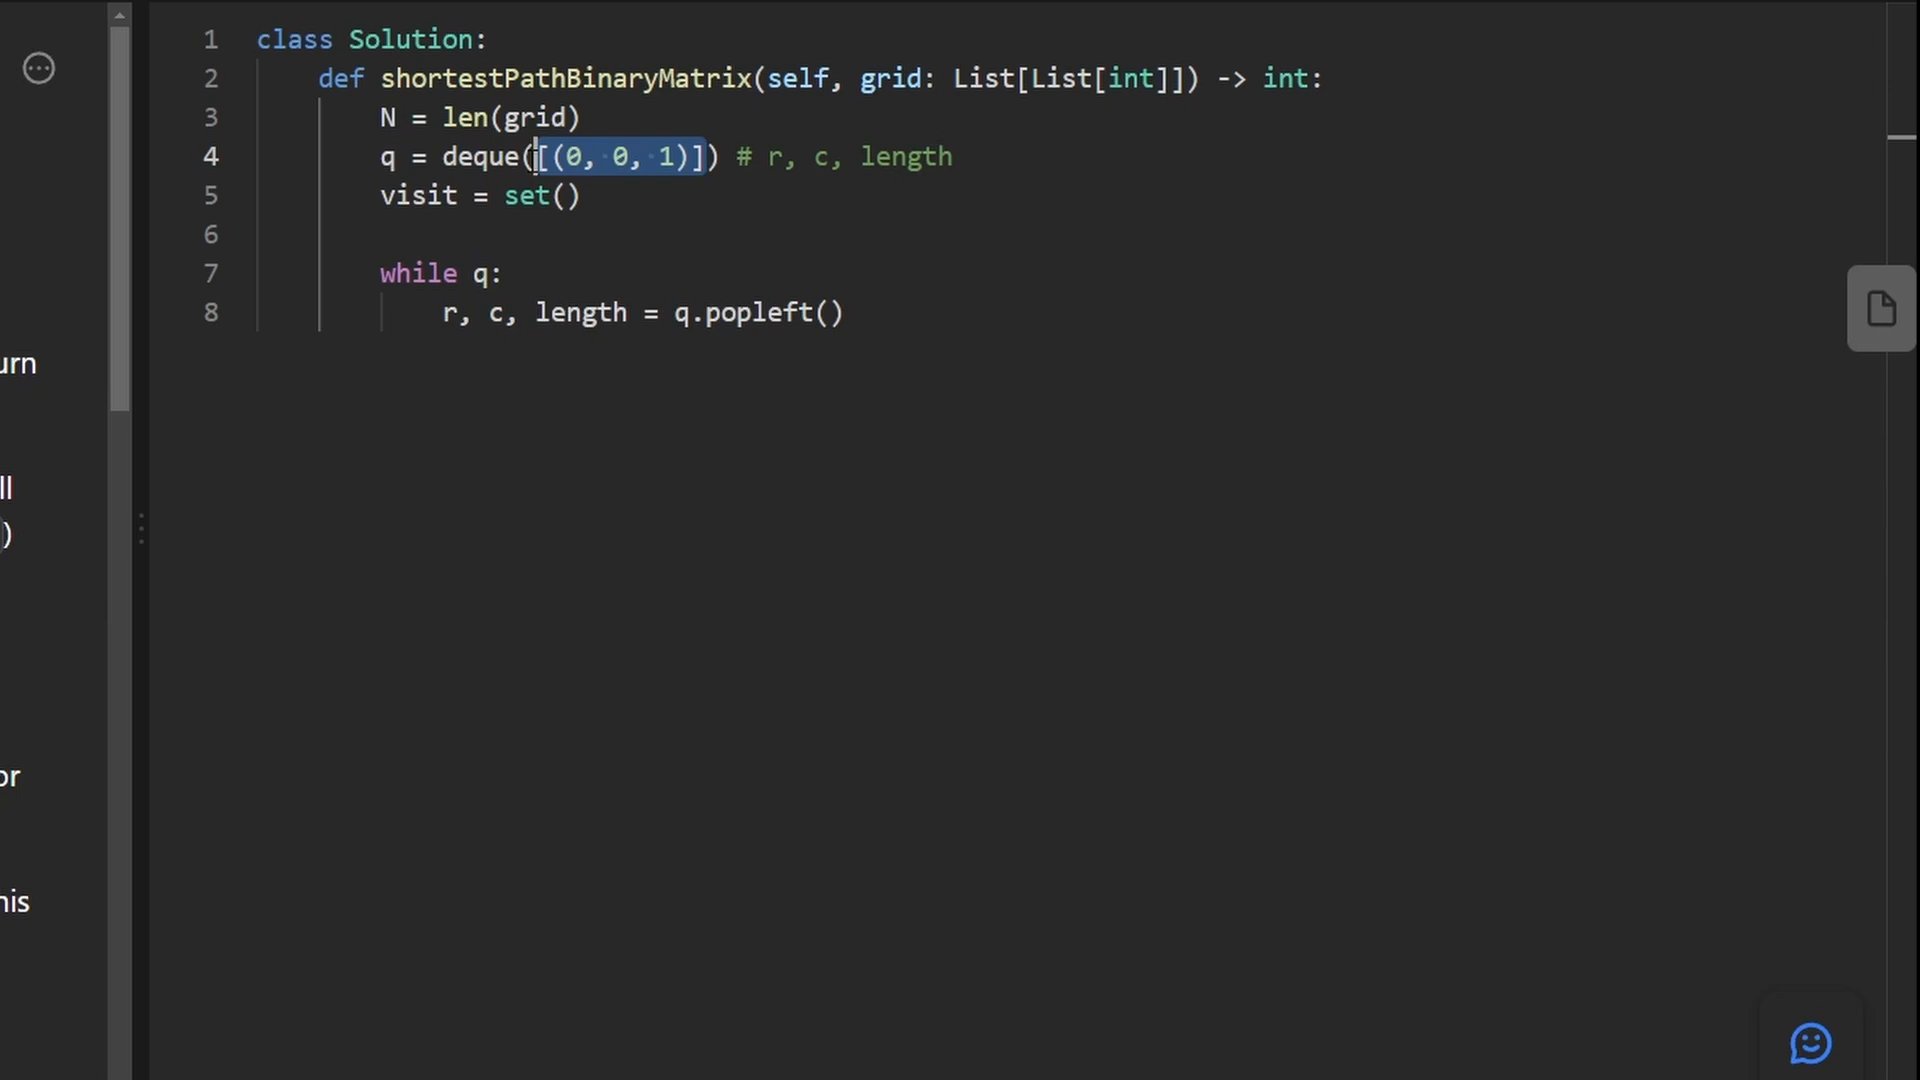 1 class Solution:
2 def shortestPathBinaryMatrix(self, grid: List[List[int]]) -> int:
3 N = len(grid)
4 q = deque([(0, 0, 1)]) # r, c, length
5 visit = set()
6
7 while q:
8 r, c, length = q.popleft()
urn
ll
)
or
his